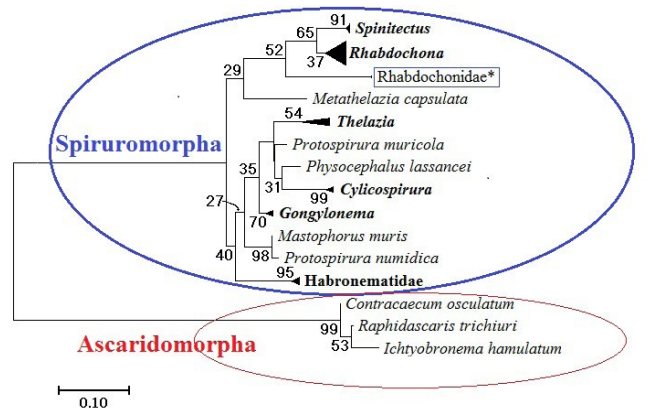 91
Spinitectus
65
52
Rhabdochona
37
Rhabdochonidae*
29
Metathelazia capsulata
54
Thelazia
Spiruromorpha
Protospirura muricola
Physocephalus lassancei
35
31
99
Cylicospirura
27
70
Gongylonema
Mastophorus muris
40
98
Protospirura numidica
95
Habronematidae
Contracaecum osculatum
99
Raphidascaris trichiuri
Ascaridomorpha
53
Ichtyobronema hamulatum
0.10